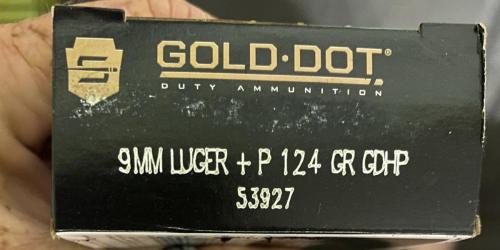 GOLD·DOT®
DUTY AMMUNITION
9MM LUGER + P 124 GR GDHP
53927